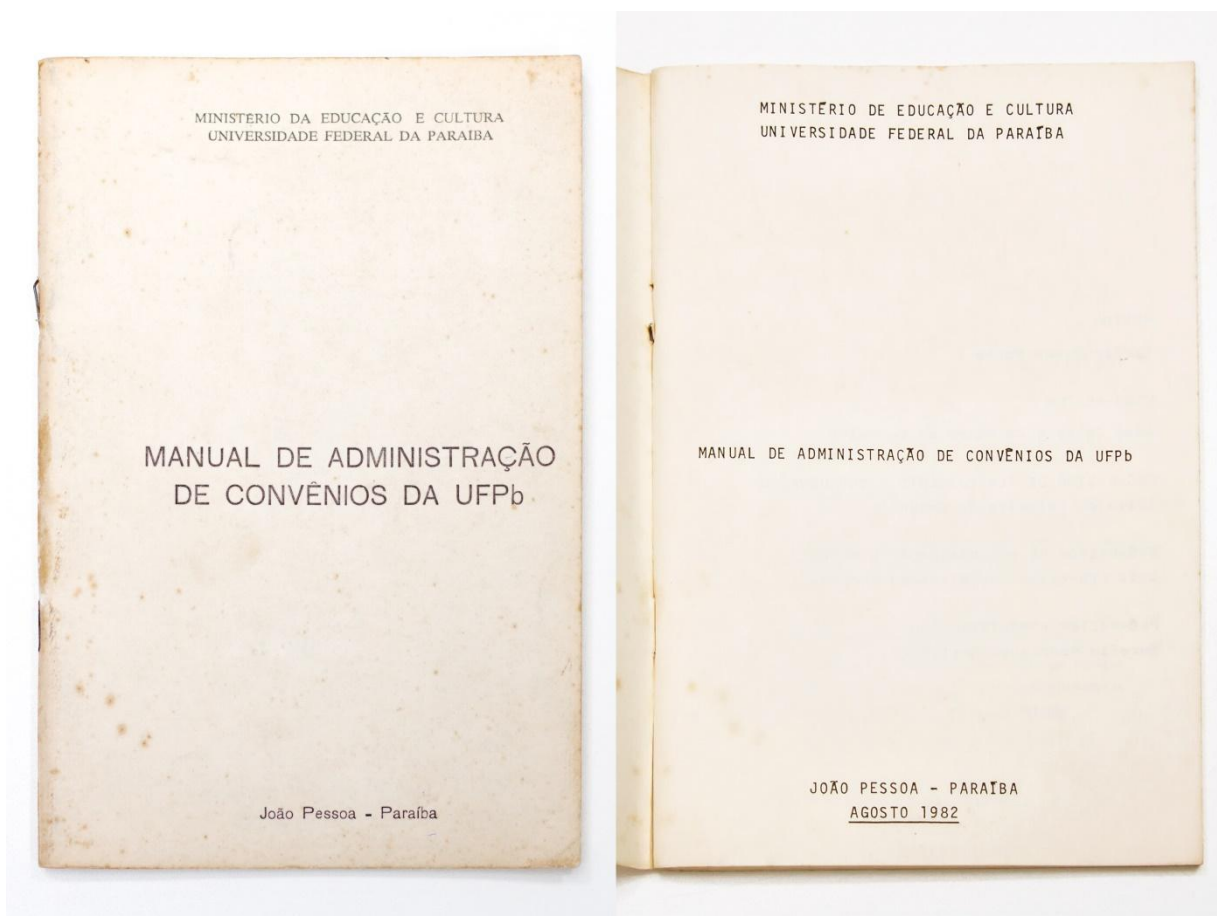 MINISTÉRIO DA EDUCAÇÃO E CULTURA
UNIVERSIDADE FEDERAL DA PARAIBA
MANUAL DE ADMINISTRAÇÃO
DE CONVÊNIOS DA UFPb
João Pessoa - Paraíba
MINISTÉRIO DE EDUCAÇÃO E CULTURA
UNIVERSIDADE FEDERAL DA PARAÍBA
MANUAL DE ADMINISTRAÇÃO DE CONVÊNIOS DA UFPb
JOÃO PESSOA - PARAÍBA
AGOSTO 1982